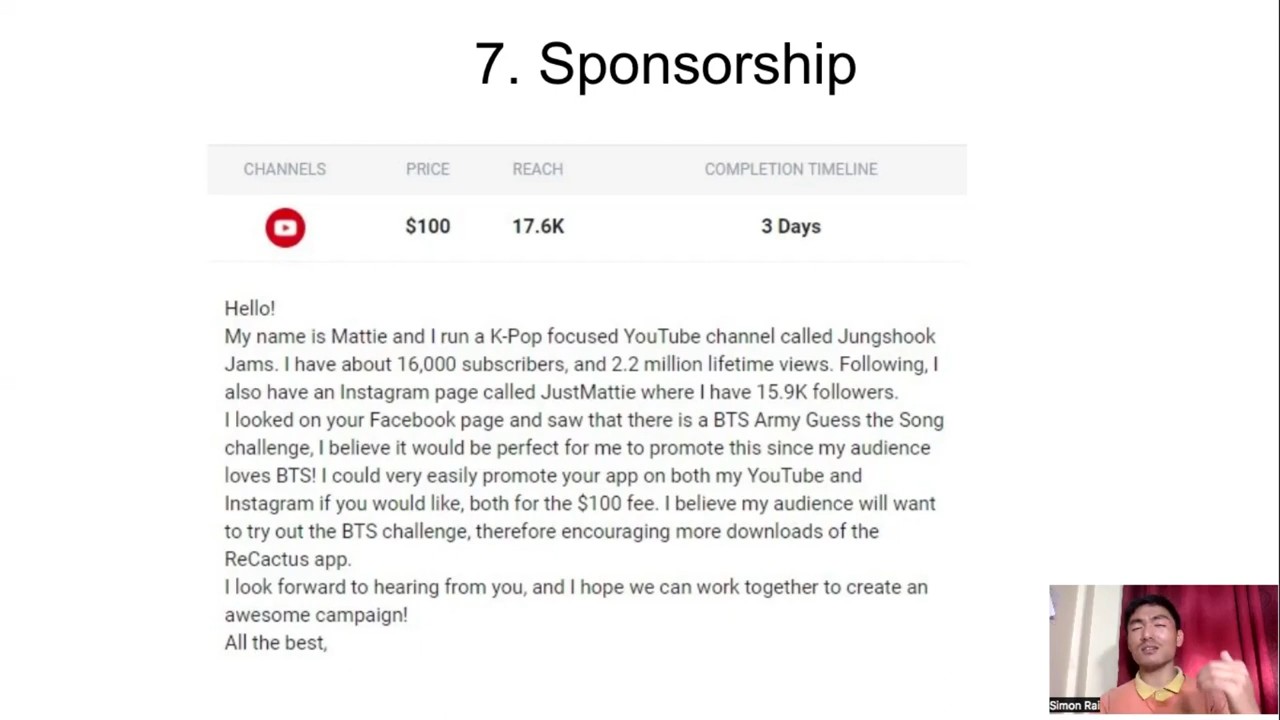 7. Sponsorship
CHANNELS PRICE REACH COMPLETION TIMELINE
$100 17.6K 3 Days
Hello!
My name is Mattie and I run a K-Pop focused YouTube channel called Jungshook
Jams. I have about 16,000 subscribers, and 2.2 million lifetime views. Following, I
also have an Instagram page called JustMattie where I have 15.9K followers.
I looked on your Facebook page and saw that there is a BTS Army Guess the Song
challenge, I believe it would be perfect for me to promote this since my audience
loves BTS! I could very easily promote your app on both my YouTube and
Instagram if you would like, both for the $100 fee. I believe my audience will want
to try out the BTS challenge, therefore encouraging more downloads of the
ReCactus app.
I look forward to hearing from you, and I hope we can work together to create an
awesome campaign!
All the best,
Simon Rai